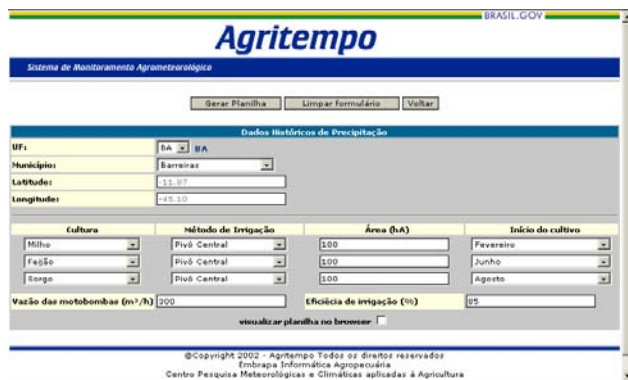 BRASIL.GOV
Agritempo
Sistema de Monitoramento Agrometeorológico
Gerar Planilha Limpar formulário Voltar
Dados Históricos de Precipitação
UF: BA BA
Município: Barreiras
Latitude: -11.87
Longitude: -45.10
Cultura Método de Irrigação Área (hA) Início do cultivo
Milho Pivô Central 100 Fevereiro
Feijão Pivô Central 100 Junho
Sorgo Pivô Central 100 Agosto
Vazão das motobombas (m³/h) 300 Eficiêcia de irrigação (%) 85
visualizar planilha no browser
@Copyright 2002 - Agritempo Todos os direitos reservados
Embrapa Informática Agropecuária
Centro Pesquisa Meteorológicas e Climáticas aplicadas à Agricultura